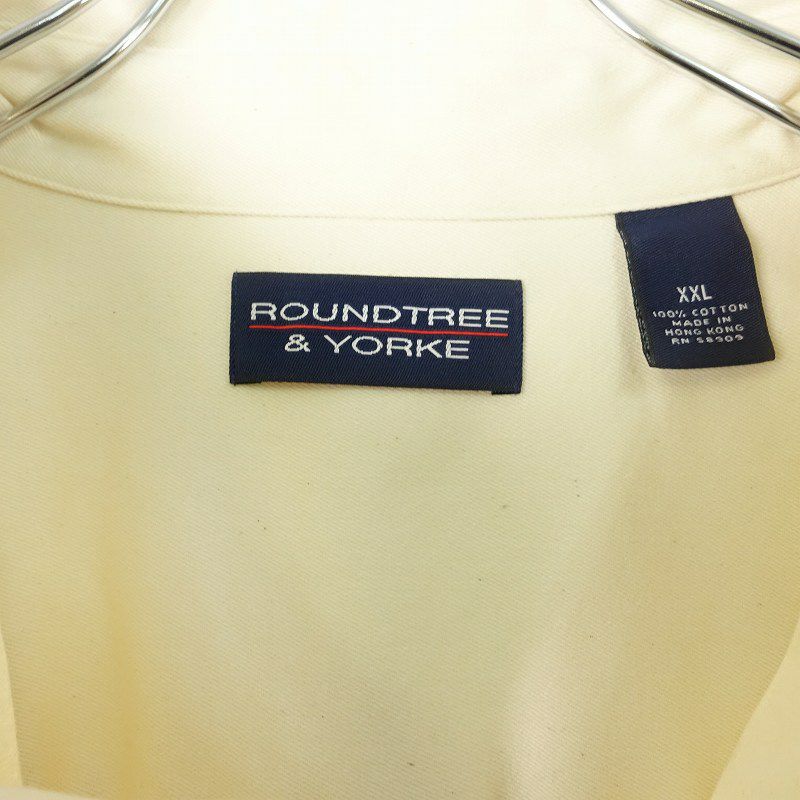 ROUNDTREE
& YORKE
XXL
100% COTTON
MADE IN
HONG KONG
RN 58909